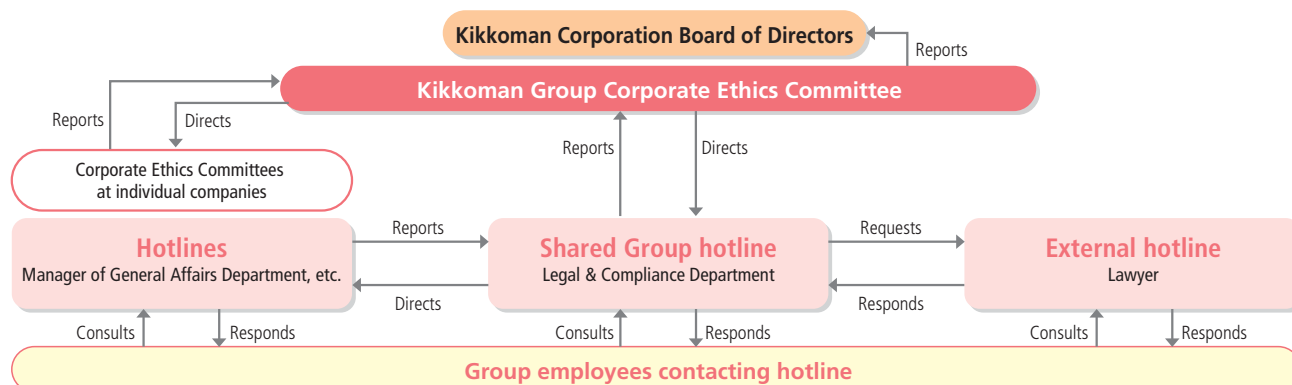 Kikkoman Corporation Board of Directors
Reports
Kikkoman Group Corporate Ethics Committee
Reports
Directs
Reports
Directs
Corporate Ethics Committees
at individual companies
Hotlines
Manager of General Affairs Department, etc.
Reports
Directs
Shared Group hotline
Legal & Compliance Department
Requests
Responds
External hotline
Lawyer
Consults
Responds
Consults
Responds
Consults
Responds
Group employees contacting hotline